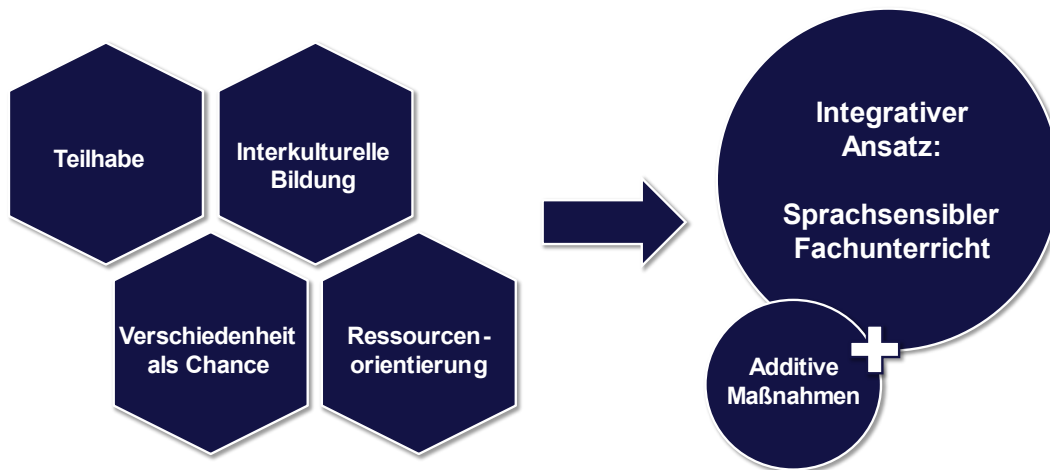 Teilhabe
Interkulturelle
Bildung
Verschiedenheit
als Chance
Ressourcen-
orientierung
Integrativer
Ansatz:
Sprachsensibler
Fachunterricht
Additive
Maßnahmen